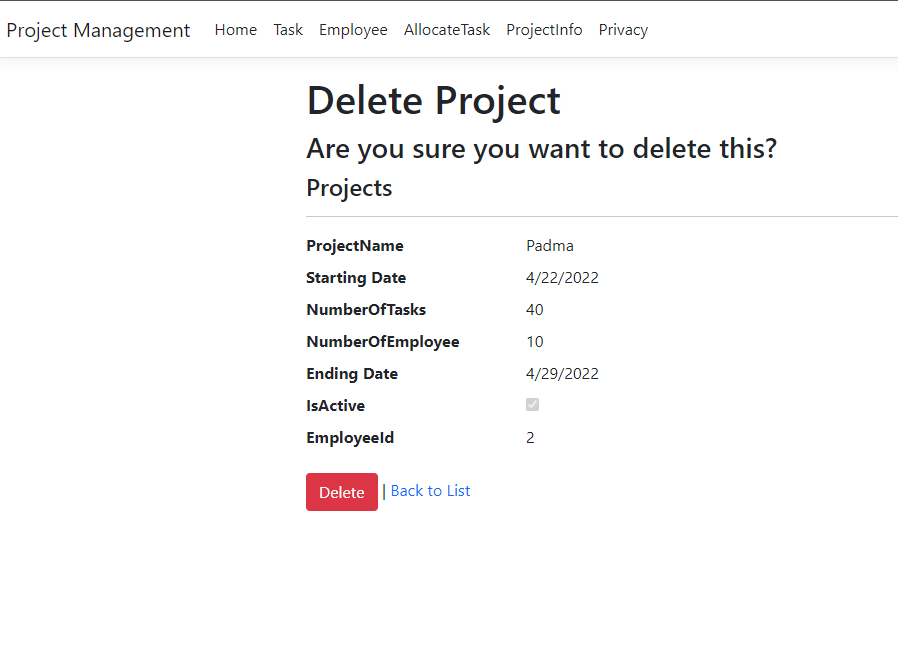 Project Management Home Task Employee AllocateTask ProjectInfo Privacy
Delete Project
Are you sure you want to delete this?
Projects
ProjectName Padma
Starting Date 4/22/2022
NumberOfTasks 40
NumberOfEmployee 10
Ending Date 4/29/2022
IsActive
EmployeeId 2
Delete | Back to List